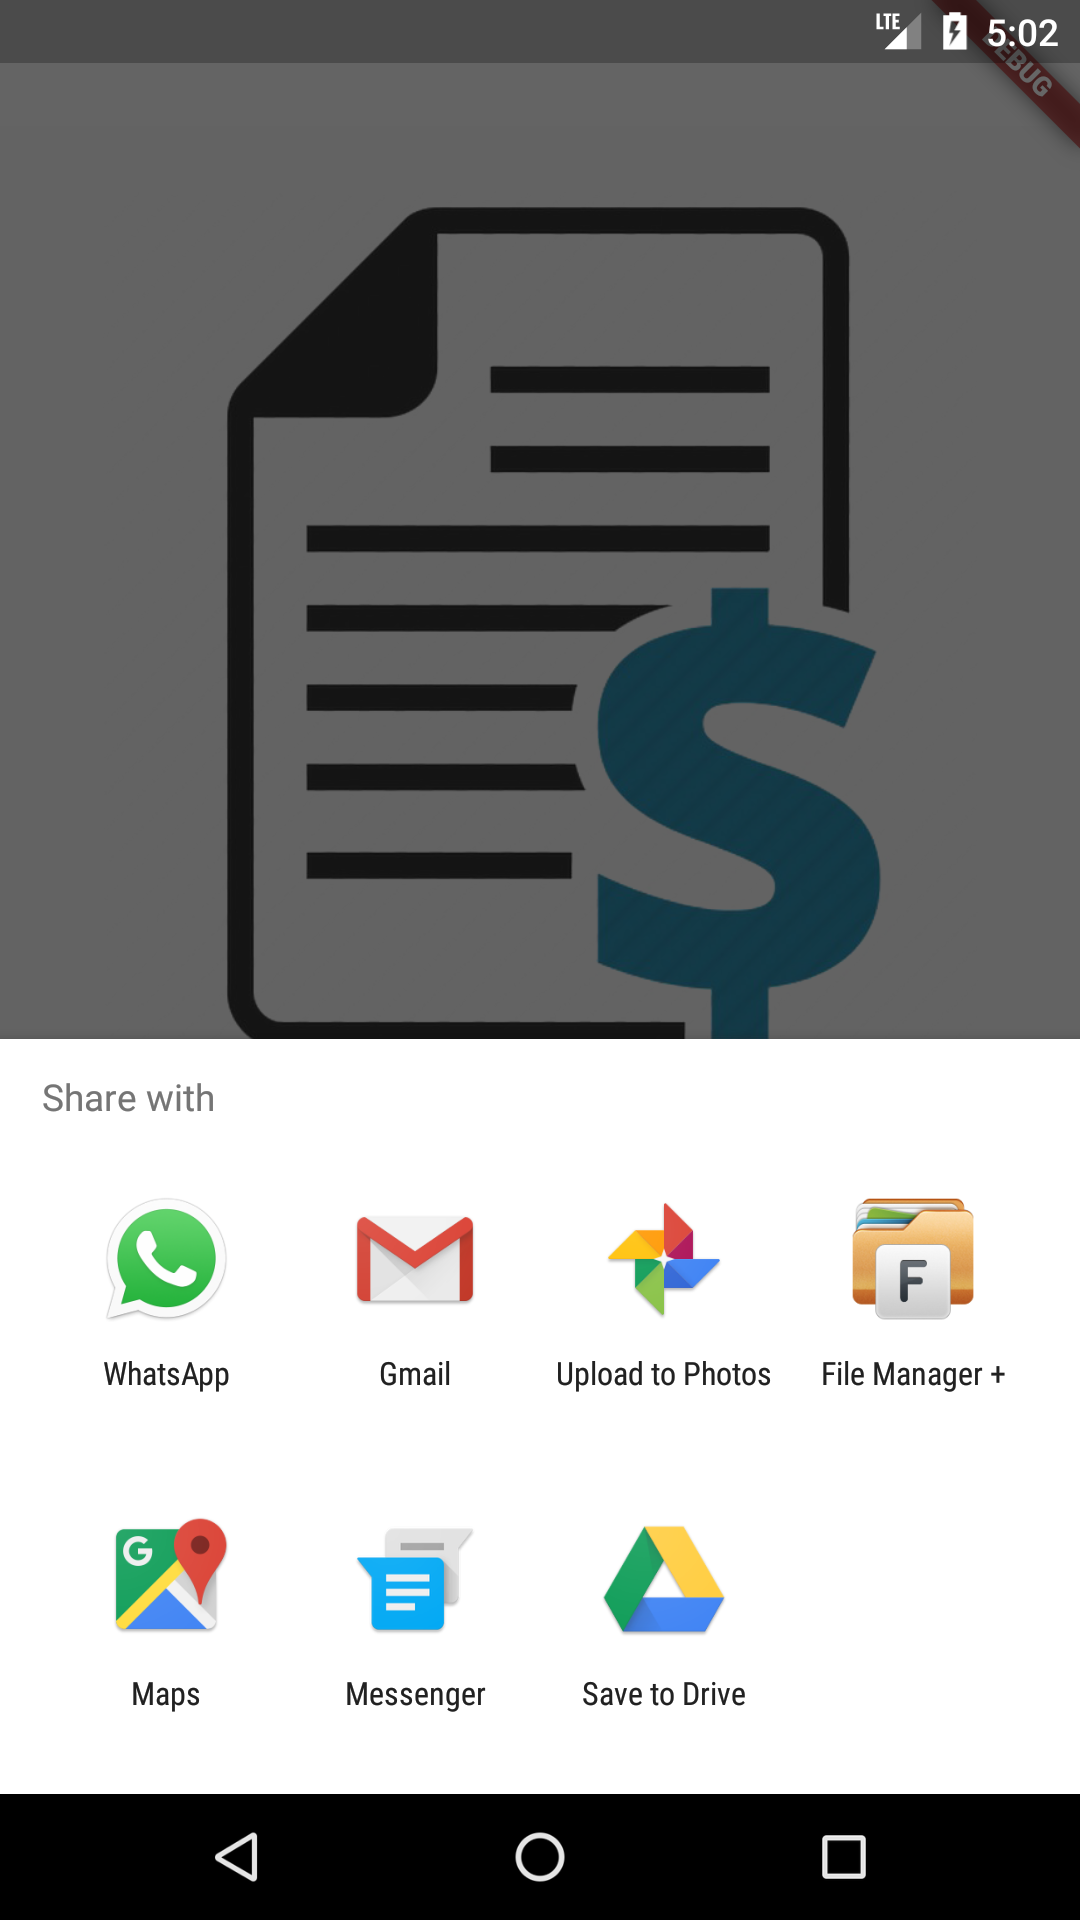 LTE 5:02
DEBUG
Share with
WhatsApp
Gmail
Upload to Photos
File Manager +
Maps
Messenger
Save to Drive